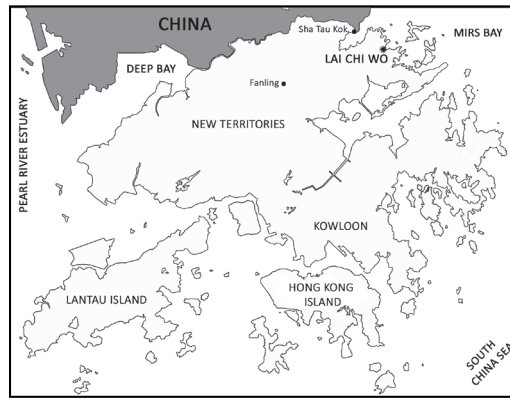 CHINA
Sha Tau Kok
MIRS BAY
LAI CHI WO
DEEP BAY
Fanling
PEARL RIVER ESTUARY
NEW TERRITORIES
KOWLOON
LANTAU ISLAND
HONG KONG
ISLAND
SOUTH
CHINA SEA